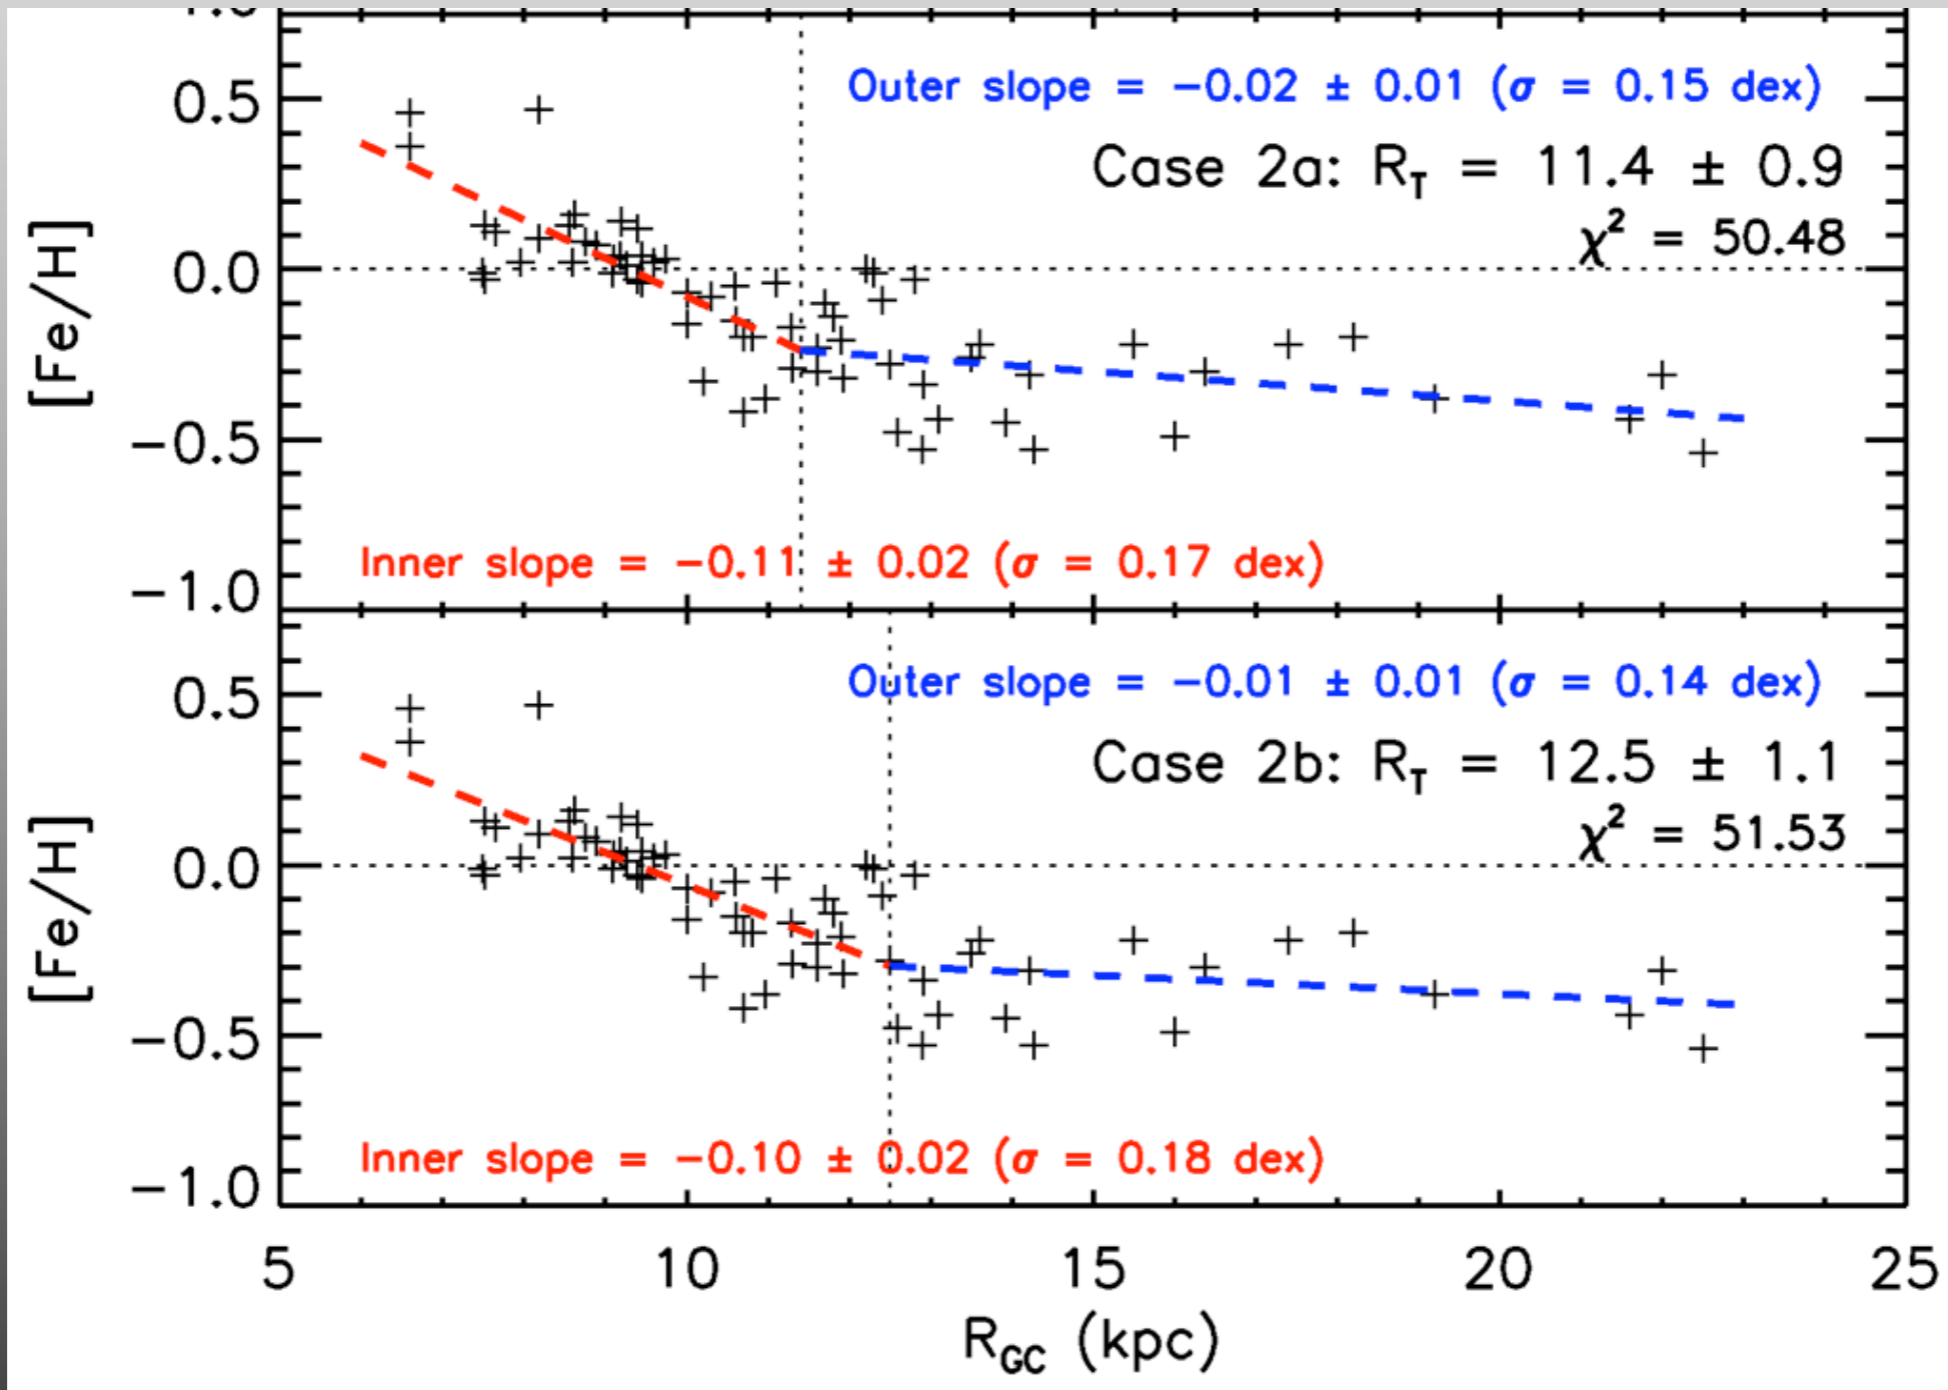 Outer slope = −0.02 ± 0.01 (σ = 0.15 dex)
0.5
Case 2a: R_T = 11.4 ± 0.9
χ² = 50.48
0.0
[Fe/H]
−0.5
Inner slope = −0.11 ± 0.02 (σ = 0.17 dex)
−1.0
Outer slope = −0.01 ± 0.01 (σ = 0.14 dex)
0.5
Case 2b: R_T = 12.5 ± 1.1
χ² = 51.53
0.0
[Fe/H]
−0.5
Inner slope = −0.10 ± 0.02 (σ = 0.18 dex)
−1.0
5 10 15 20 25
R_GC (kpc)